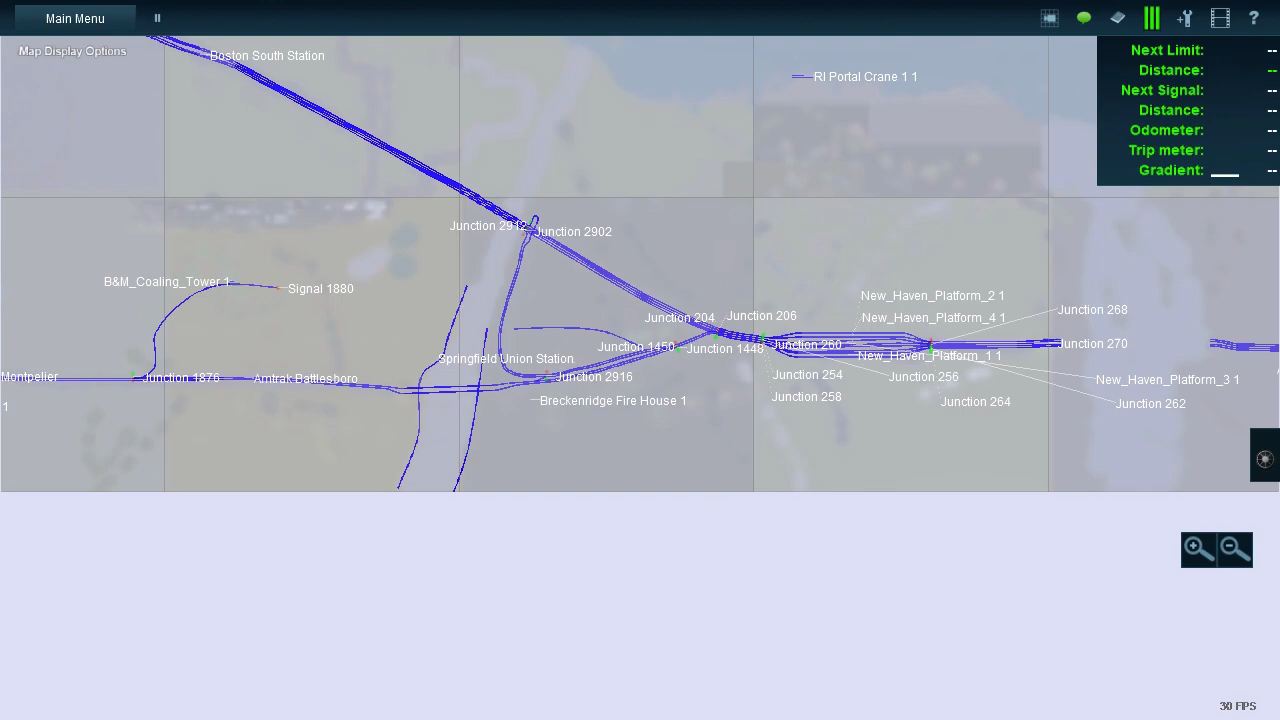 Main Menu
Map Display Options
Boston South Station
RI Portal Crane 1 1
Next Limit: --
Distance: --
Next Signal: --
Distance: --
Odometer: --
Trip meter: --
Gradient: --
Junction 2912
Junction 2902
B&M_Coaling_Tower 1
Signal 1880
New_Haven_Platform_2 1
Junction 268
Junction 204
Junction 206
New_Haven_Platform_4 1
Junction 1450
Junction 1448
Junction 260
Junction 270
Springfield Union Station
New_Haven_Platform_1 1
Montpelier
Junction 1876
Amtrak Battlesboro
Junction 2916
Junction 254
Junction 256
New_Haven_Platform_3 1
1
Breckenridge Fire House 1
Junction 258
Junction 264
Junction 262
30 FPS